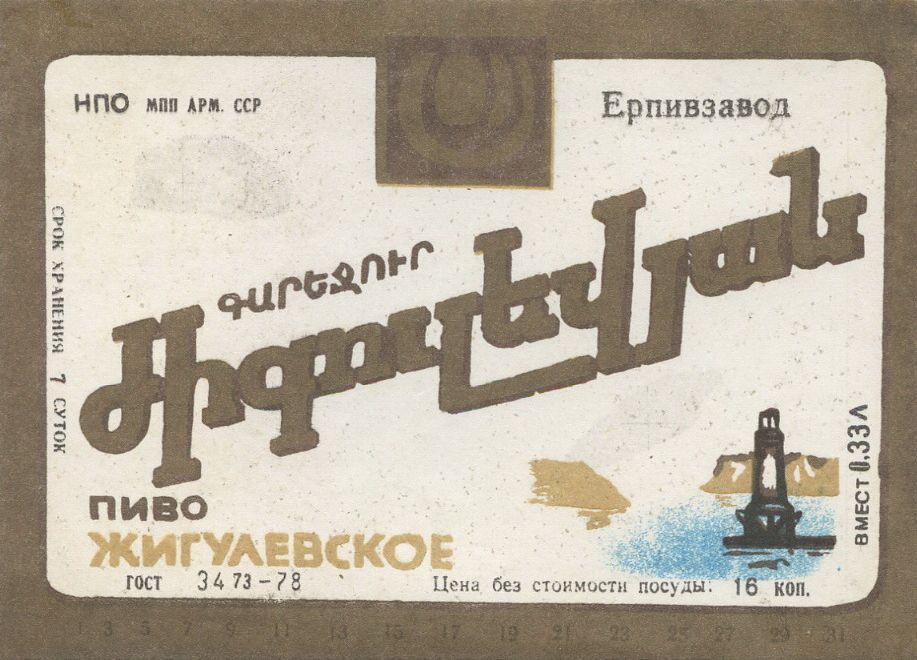 НПО МПП АРМ. ССР
Ерпивзавод
СРОК ХРАНЕНИЯ 7 СУТОК
ԳԱՐԵՋՈՒՐ
Ժիգուլեվյան
ПИВО
ЖИГУЛЕВСКОЕ
ГОСТ 3473-78
Цена без стоимости посуды: 16 коп.
ВМЕСТ 0,33 Л
1 3 5 7 9 11 13 15 17 19 21 23 25 27 29 31